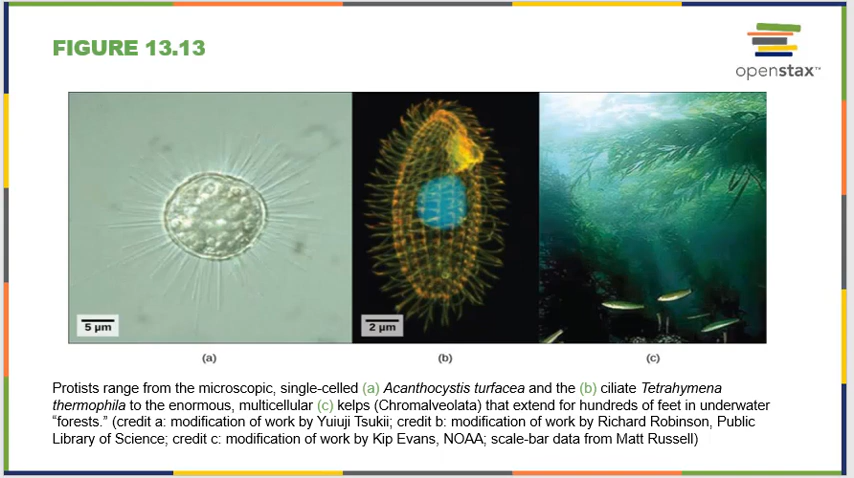 FIGURE 13.13
openstax™
5 µm
2 µm
(a)
(b)
(c)
Protists range from the microscopic, single-celled (a) Acanthocystis turfacea and the (b) ciliate Tetrahymena
thermophila to the enormous, multicellular (c) kelps (Chromalveolata) that extend for hundreds of feet in underwater
“forests.” (credit a: modification of work by Yuiuji Tsukii; credit b: modification of work by Richard Robinson, Public
Library of Science; credit c: modification of work by Kip Evans, NOAA; scale-bar data from Matt Russell)